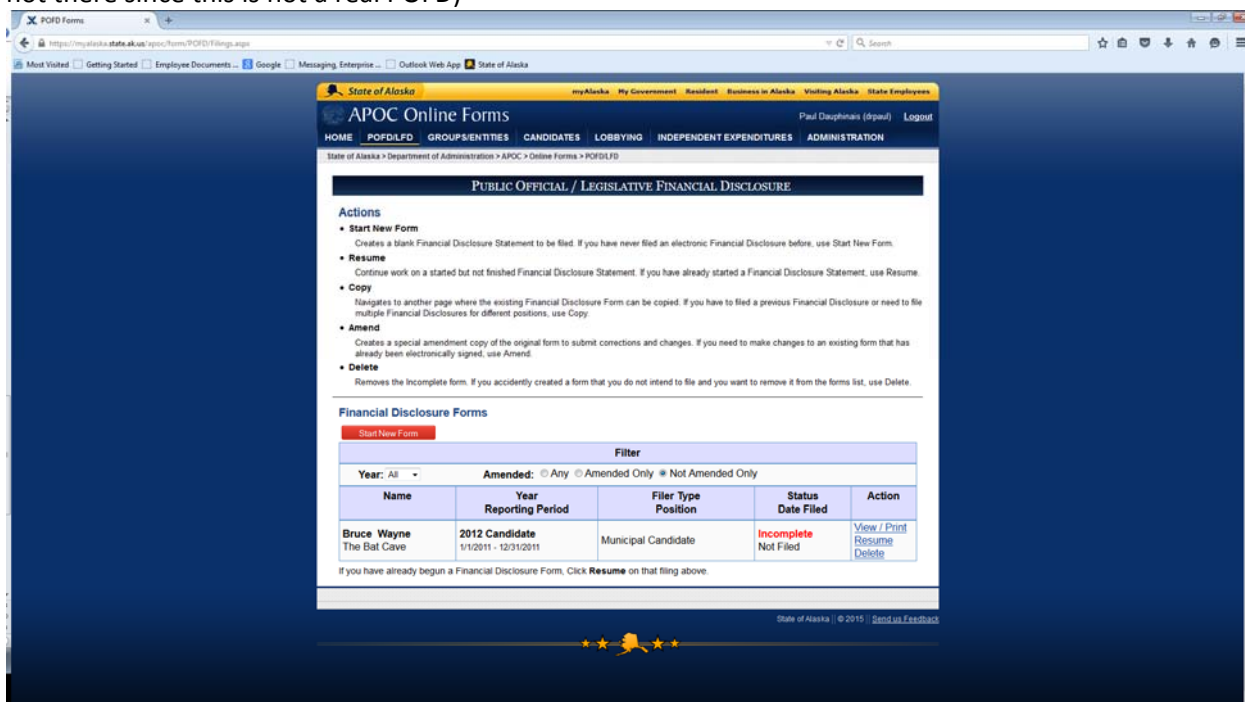 not there since this is not a real POFD)
POFD Forms × +
https://myalaska.state.ak.us/apoc/form/POFD/Filings.aspx Search
Most Visited Getting Started Employee Documents ... Google Messaging, Enterprise ... Outlook Web App State of Alaska
State of Alaska myAlaska My Government Resident Business in Alaska Visiting Alaska State Employees
APOC Online Forms Paul Dauphinais (drpaul) Logout
HOME POFD/LFD GROUPS/ENTITIES CANDIDATES LOBBYING INDEPENDENT EXPENDITURES ADMINISTRATION
State of Alaska > Department of Administration > APOC > Online Forms > POFD/LFD
PUBLIC OFFICIAL / LEGISLATIVE FINANCIAL DISCLOSURE
Actions
• Start New Form
Creates a blank Financial Disclosure Statement to be filed. If you have never filed an electronic Financial Disclosure before, use Start New Form.
• Resume
Continue work on a started but not finished Financial Disclosure Statement. If you have already started a Financial Disclosure Statement, use Resume.
• Copy
Navigates to another page where the existing Financial Disclosure Form can be copied. If you have to filed a previous Financial Disclosure or need to file
multiple Financial Disclosures for different positions, use Copy.
• Amend
Creates a special amendment copy of the original form to submit corrections and changes. If you need to make changes to an existing form that has
already been electronically signed, use Amend.
• Delete
Removes the Incomplete form. If you accidently created a form that you do not intend to file and you want to remove it from the forms list, use Delete.
Financial Disclosure Forms
Start New Form
Filter
Year: All Amended: Any Amended Only Not Amended Only
Name Year Filer Type Status Action
Reporting Period Position Date Filed
Bruce Wayne 2012 Candidate Municipal Candidate Incomplete View / Print
The Bat Cave 1/1/2011 - 12/31/2011 Not Filed Resume
Delete
If you have already begun a Financial Disclosure Form, Click Resume on that filing above.
State of Alaska || © 2015 || Send us Feedback